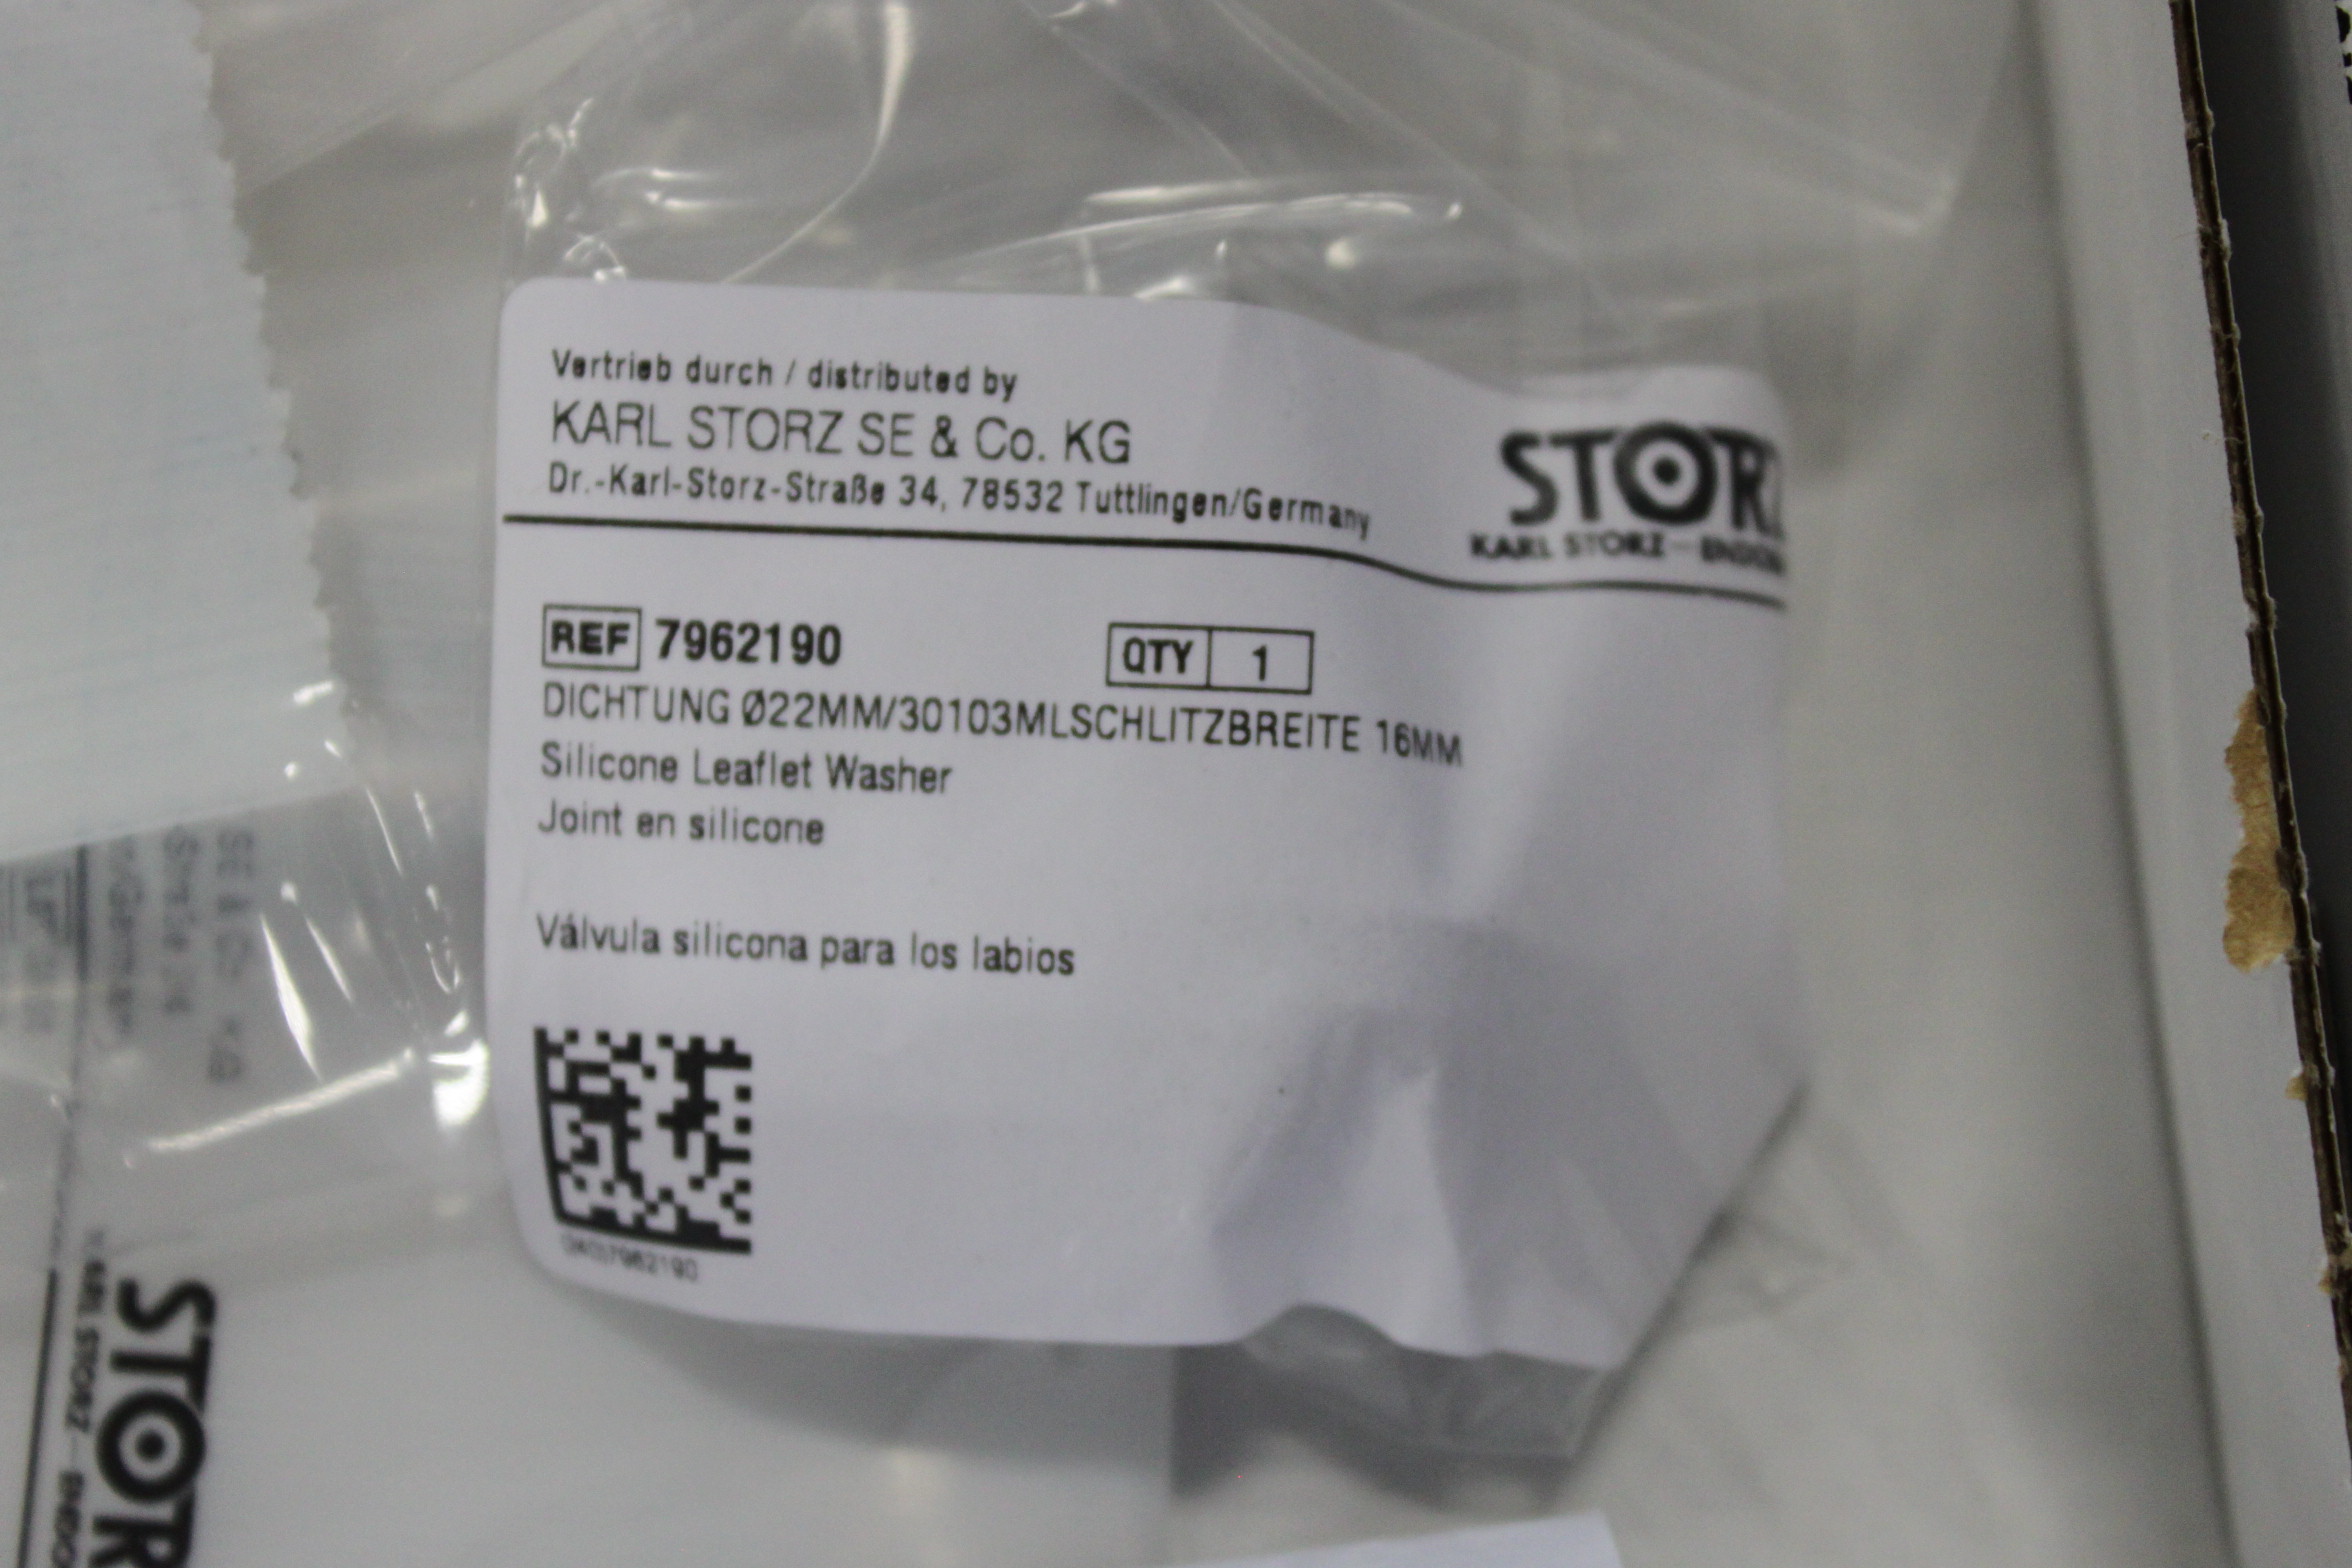 Vertrieb durch / distributed by
KARL STORZ SE & Co. KG
Dr.-Karl-Storz-Straße 34, 78532 Tuttlingen/Germany
STORZ
KARL STORZ—
REF 7962190
QTY 1
DICHTUNG Ø22MM/30103MLSCHLITZBREITE 16MM
Silicone Leaflet Washer
Joint en silicone
Válvula silicona para los labios
STOR
KARL STORZ